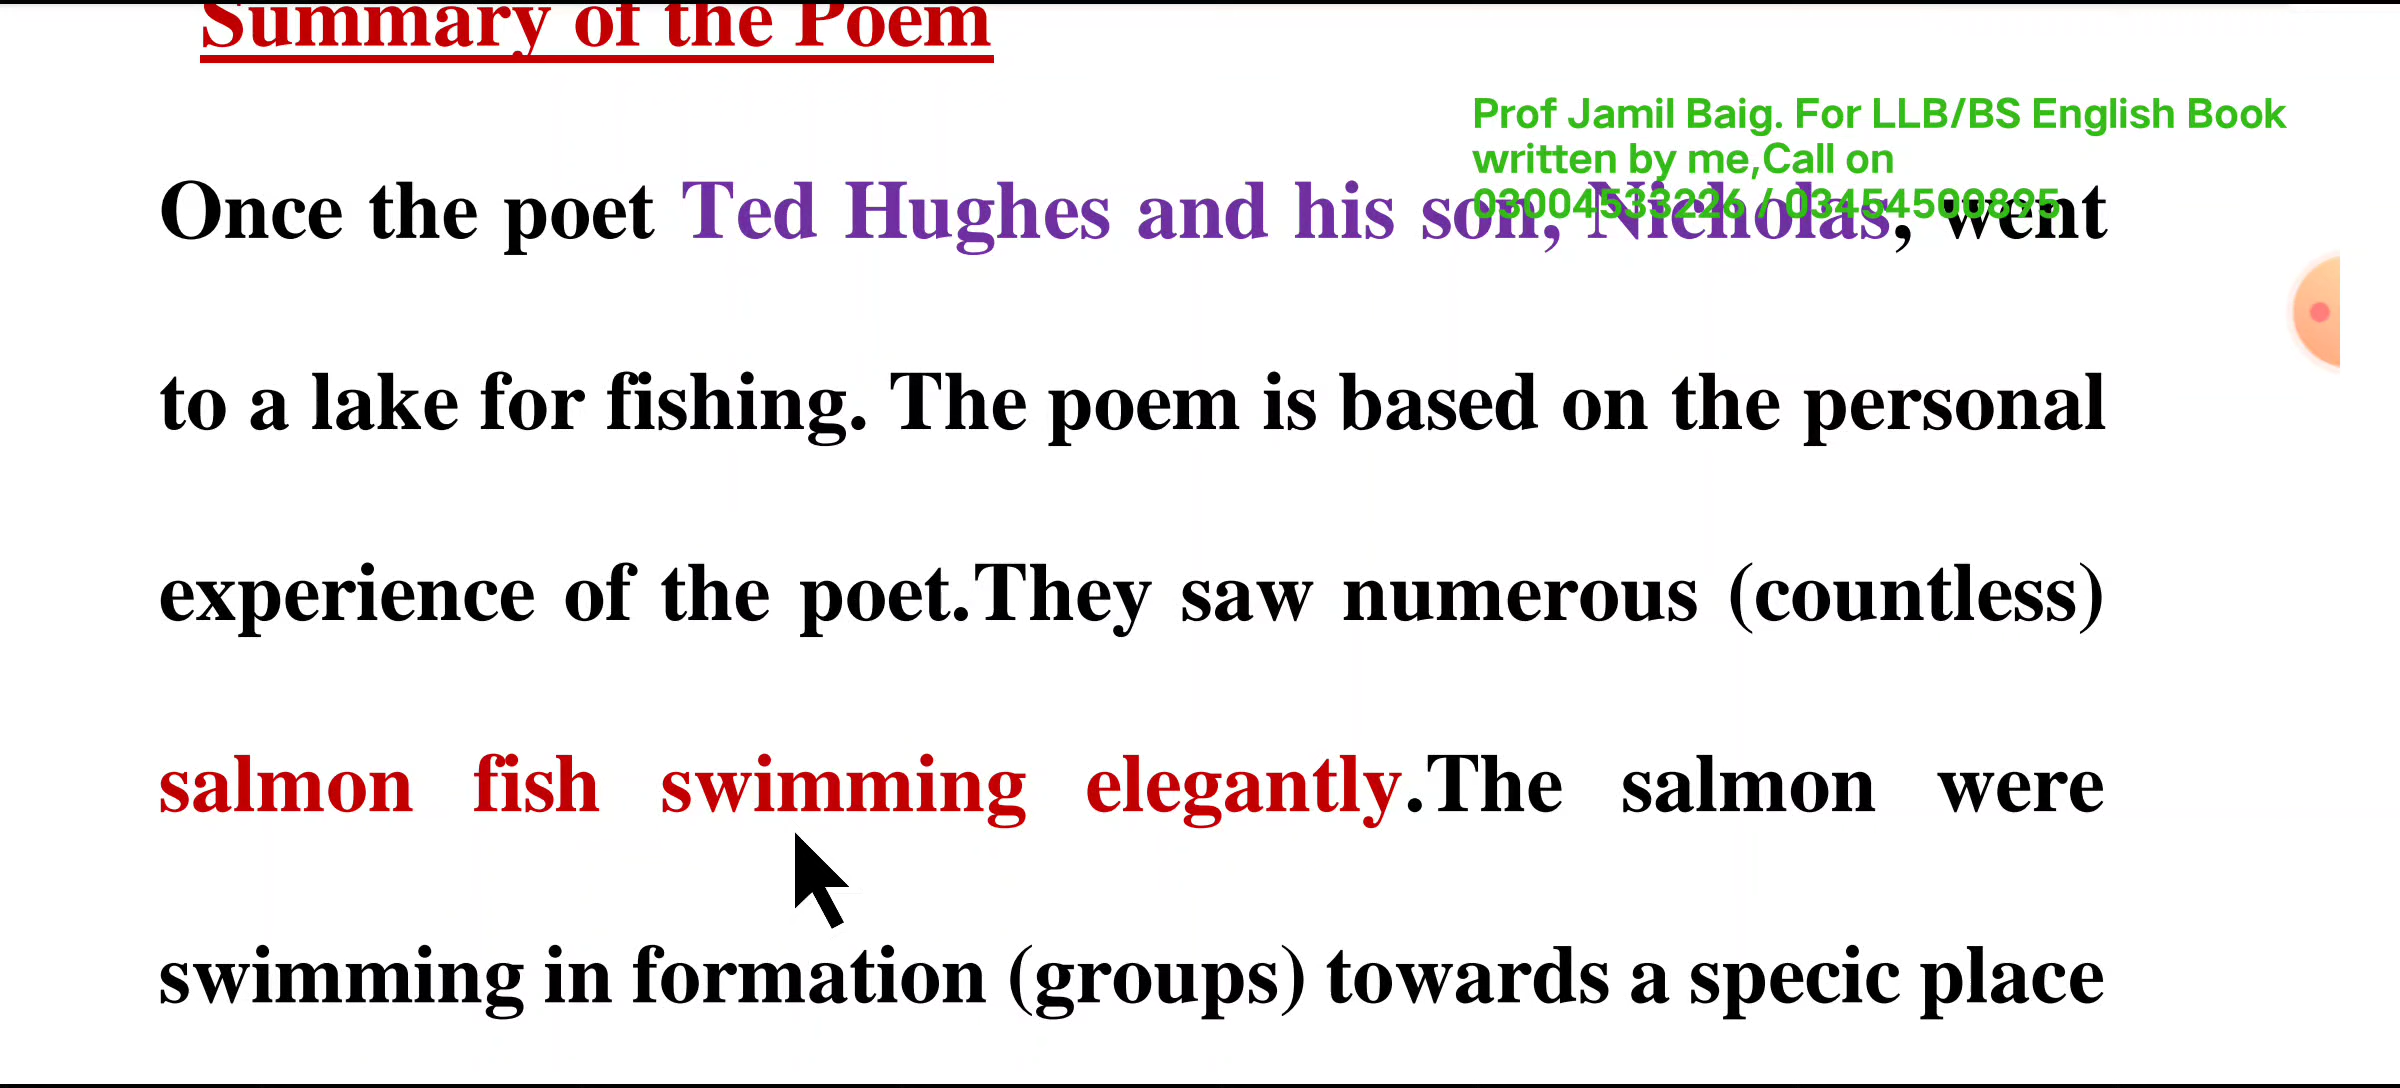 Summary of the Poem
Prof Jamil Baig. For LLB/BS English Book
written by me,Call on
03004533226 / 03454500895
Once the poet Ted Hughes and his son, Nicholas, went
to a lake for fishing. The poem is based on the personal
experience of the poet.They saw numerous (countless)
salmon fish swimming elegantly.The salmon were
swimming in formation (groups) towards a specic place